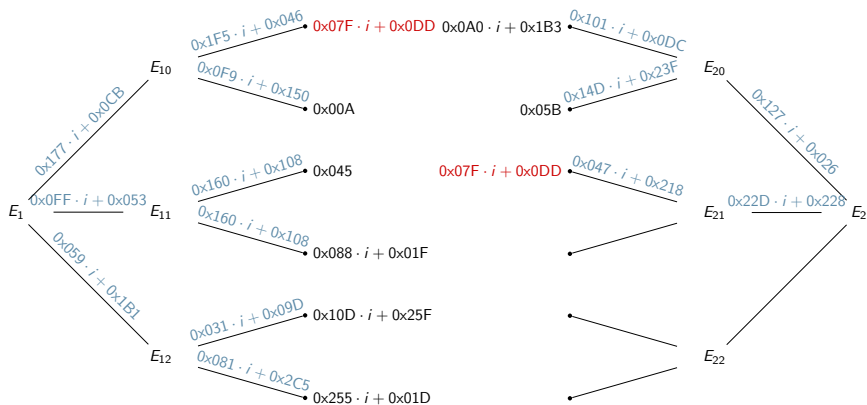 0x1F5 · i + 0x046
0x07F · i + 0x0DD
0x0A0 · i + 0x1B3
0x101 · i + 0x0DC
E10
0x0F9 · i + 0x150
0x00A
0x05B
0x14D · i + 0x23F
E20
0x177 · i + 0x0CB
0x127 · i + 0x026
0x160 · i + 0x108
0x045
0x07F · i + 0x0DD
0x047 · i + 0x218
E1
0x0FF · i + 0x053
E11
E21
0x22D · i + 0x228
E2
0x160 · i + 0x108
0x088 · i + 0x01F
0x059 · i + 0x1B1
0x031 · i + 0x09D
0x10D · i + 0x25F
E12
E22
0x081 · i + 0x2C5
0x255 · i + 0x01D